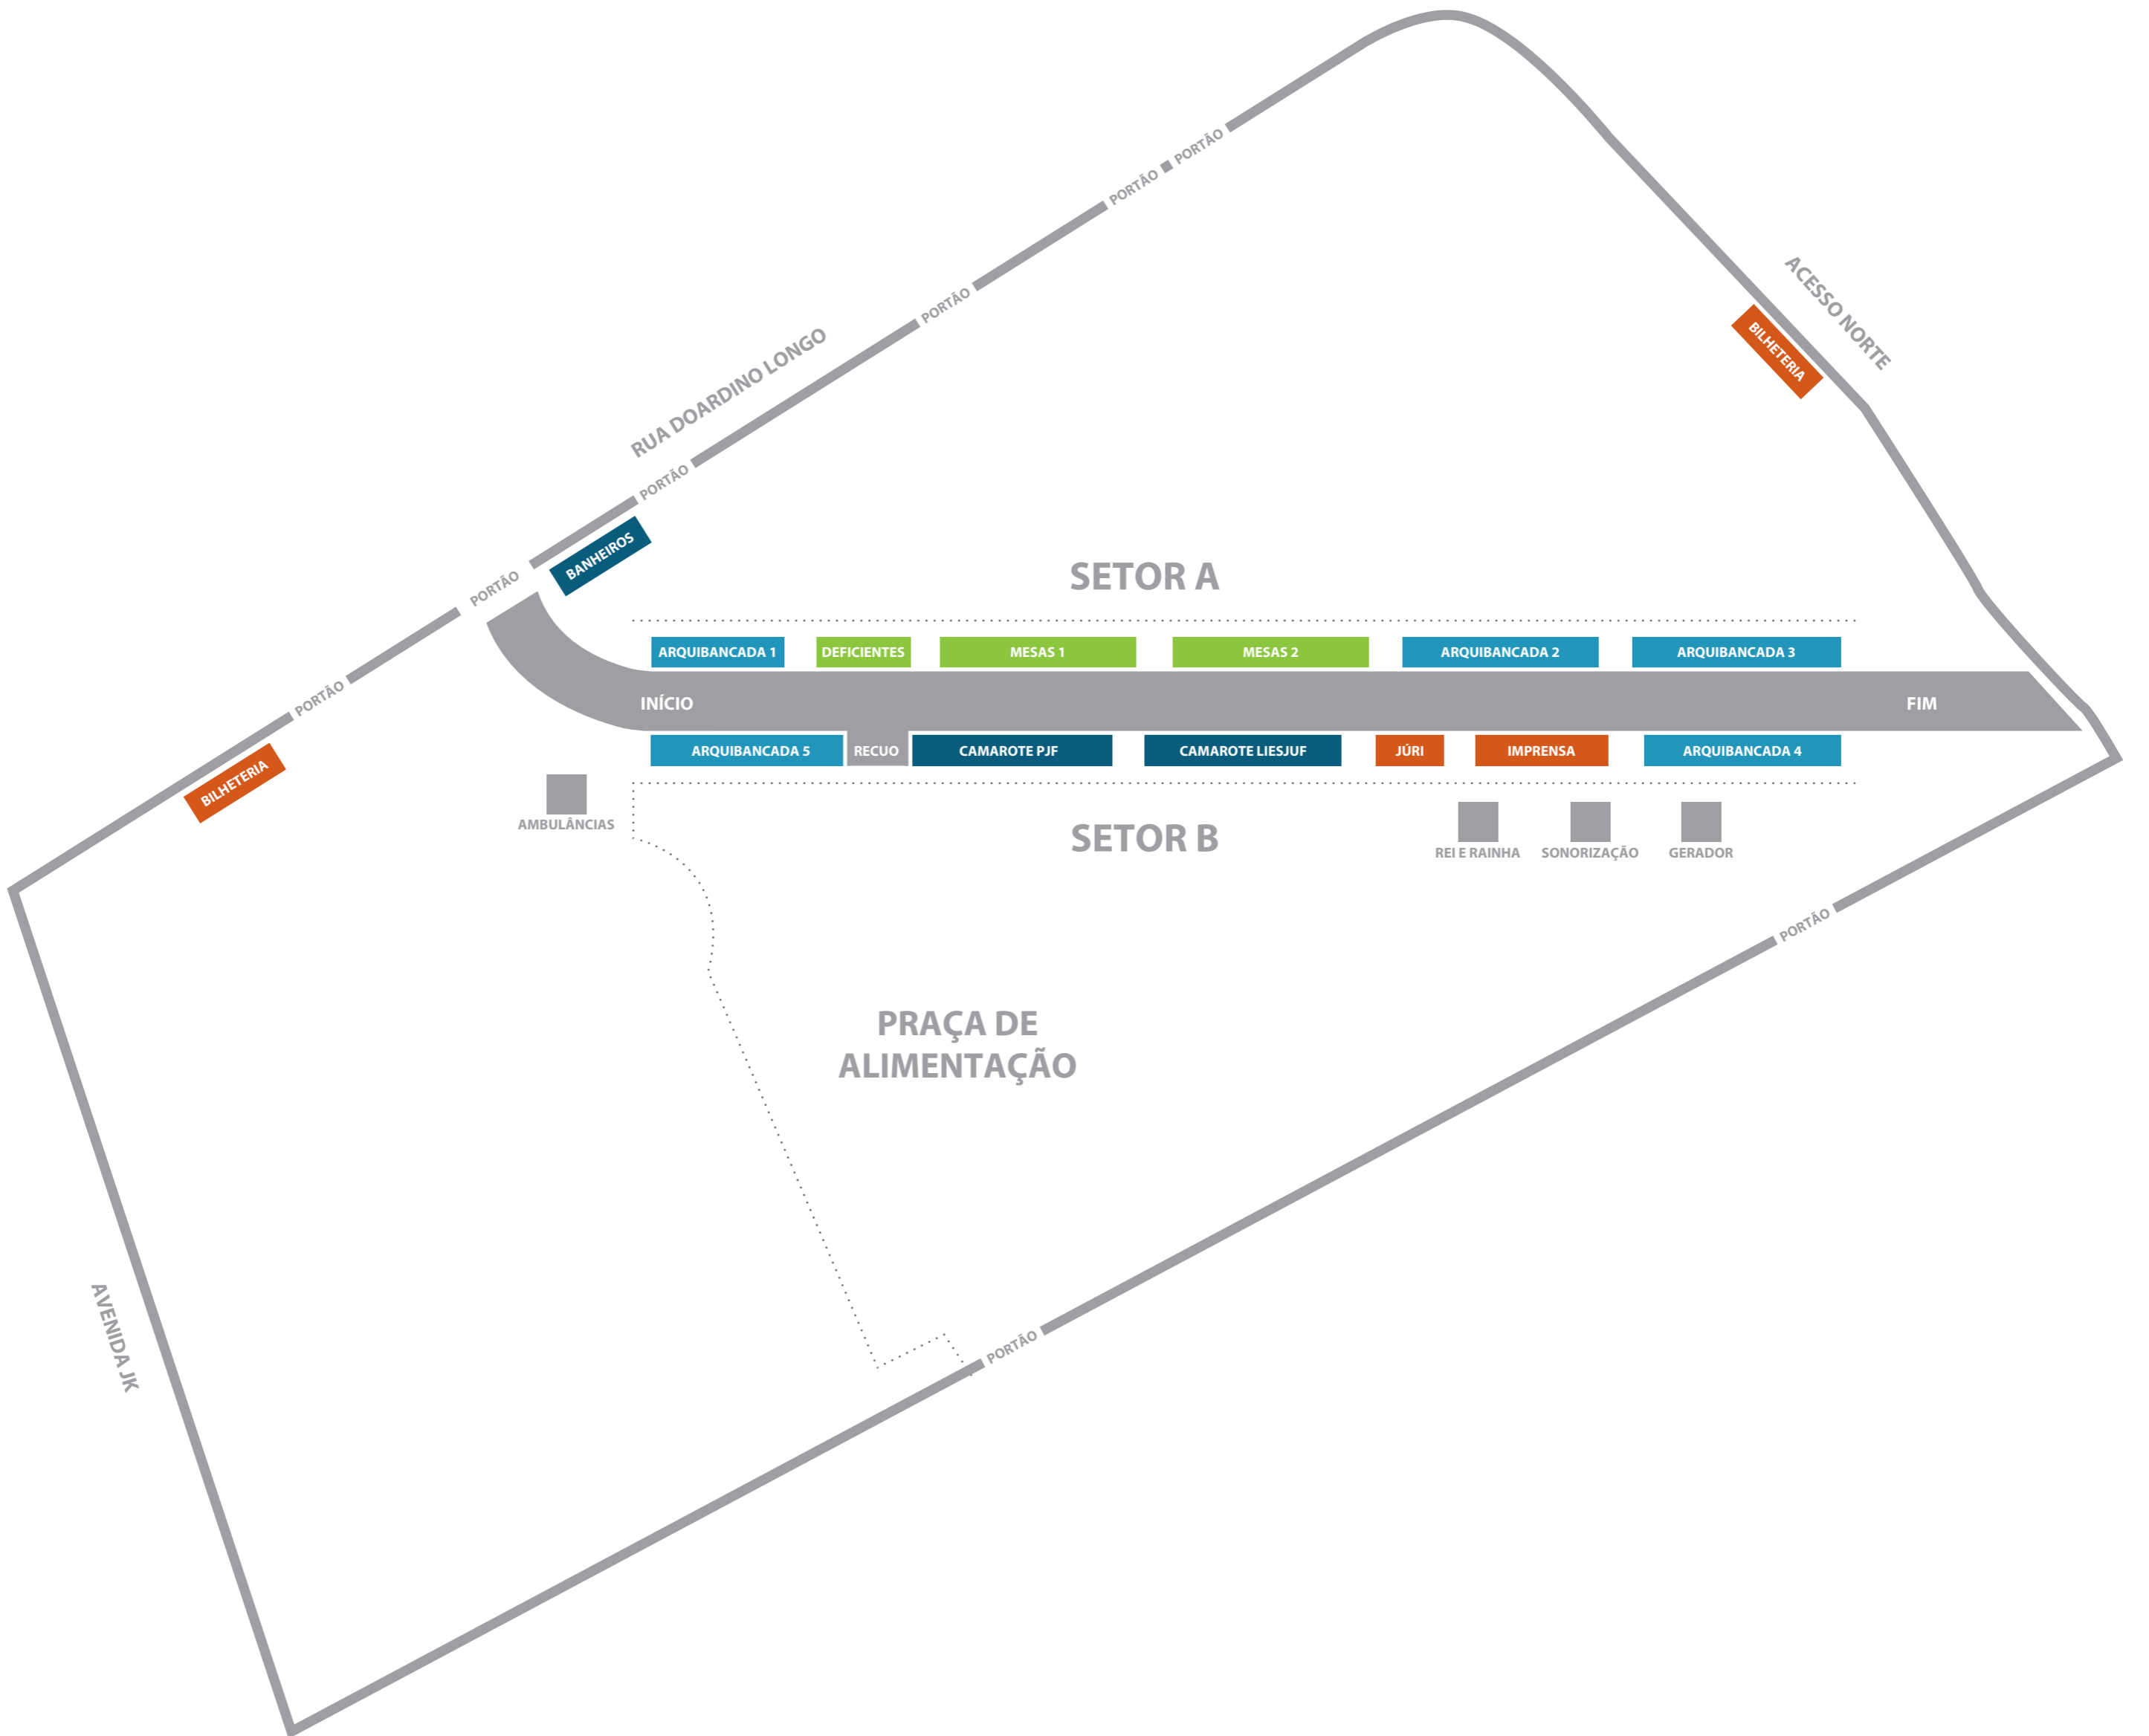 PORTÃO
PORTÃO
ACESSO NORTE
PORTÃO
BILHETERIA
RUA DOARDINO LONGO
PORTÃO
BANHEIROS
PORTÃO
SETOR A
ARQUIBANCADA 1
DEFICIENTES
MESAS 1
MESAS 2
ARQUIBANCADA 2
ARQUIBANCADA 3
PORTÃO
INÍCIO
FIM
ARQUIBANCADA 5
RECUO
CAMAROTE PJF
CAMAROTE LIESJUF
JÚRI
IMPRENSA
ARQUIBANCADA 4
BILHETERIA
AMBULÂNCIAS
SETOR B
REI E RAINHA
SONORIZAÇÃO
GERADOR
PORTÃO
PRAÇA DE
ALIMENTAÇÃO
AVENIDA JK
PORTÃO